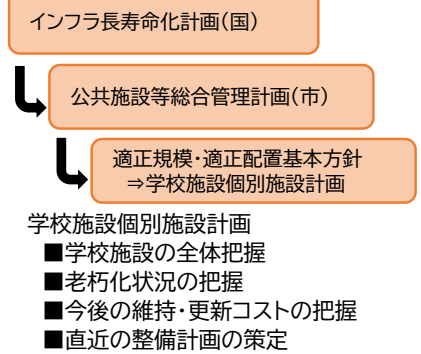 インフラ長寿命化計画(国)
公共施設等総合管理計画(市)
適正規模・適正配置基本方針
⇒学校施設個別施設計画
学校施設個別施設計画
■学校施設の全体把握
■老朽化状況の把握
■今後の維持・更新コストの把握
■直近の整備計画の策定